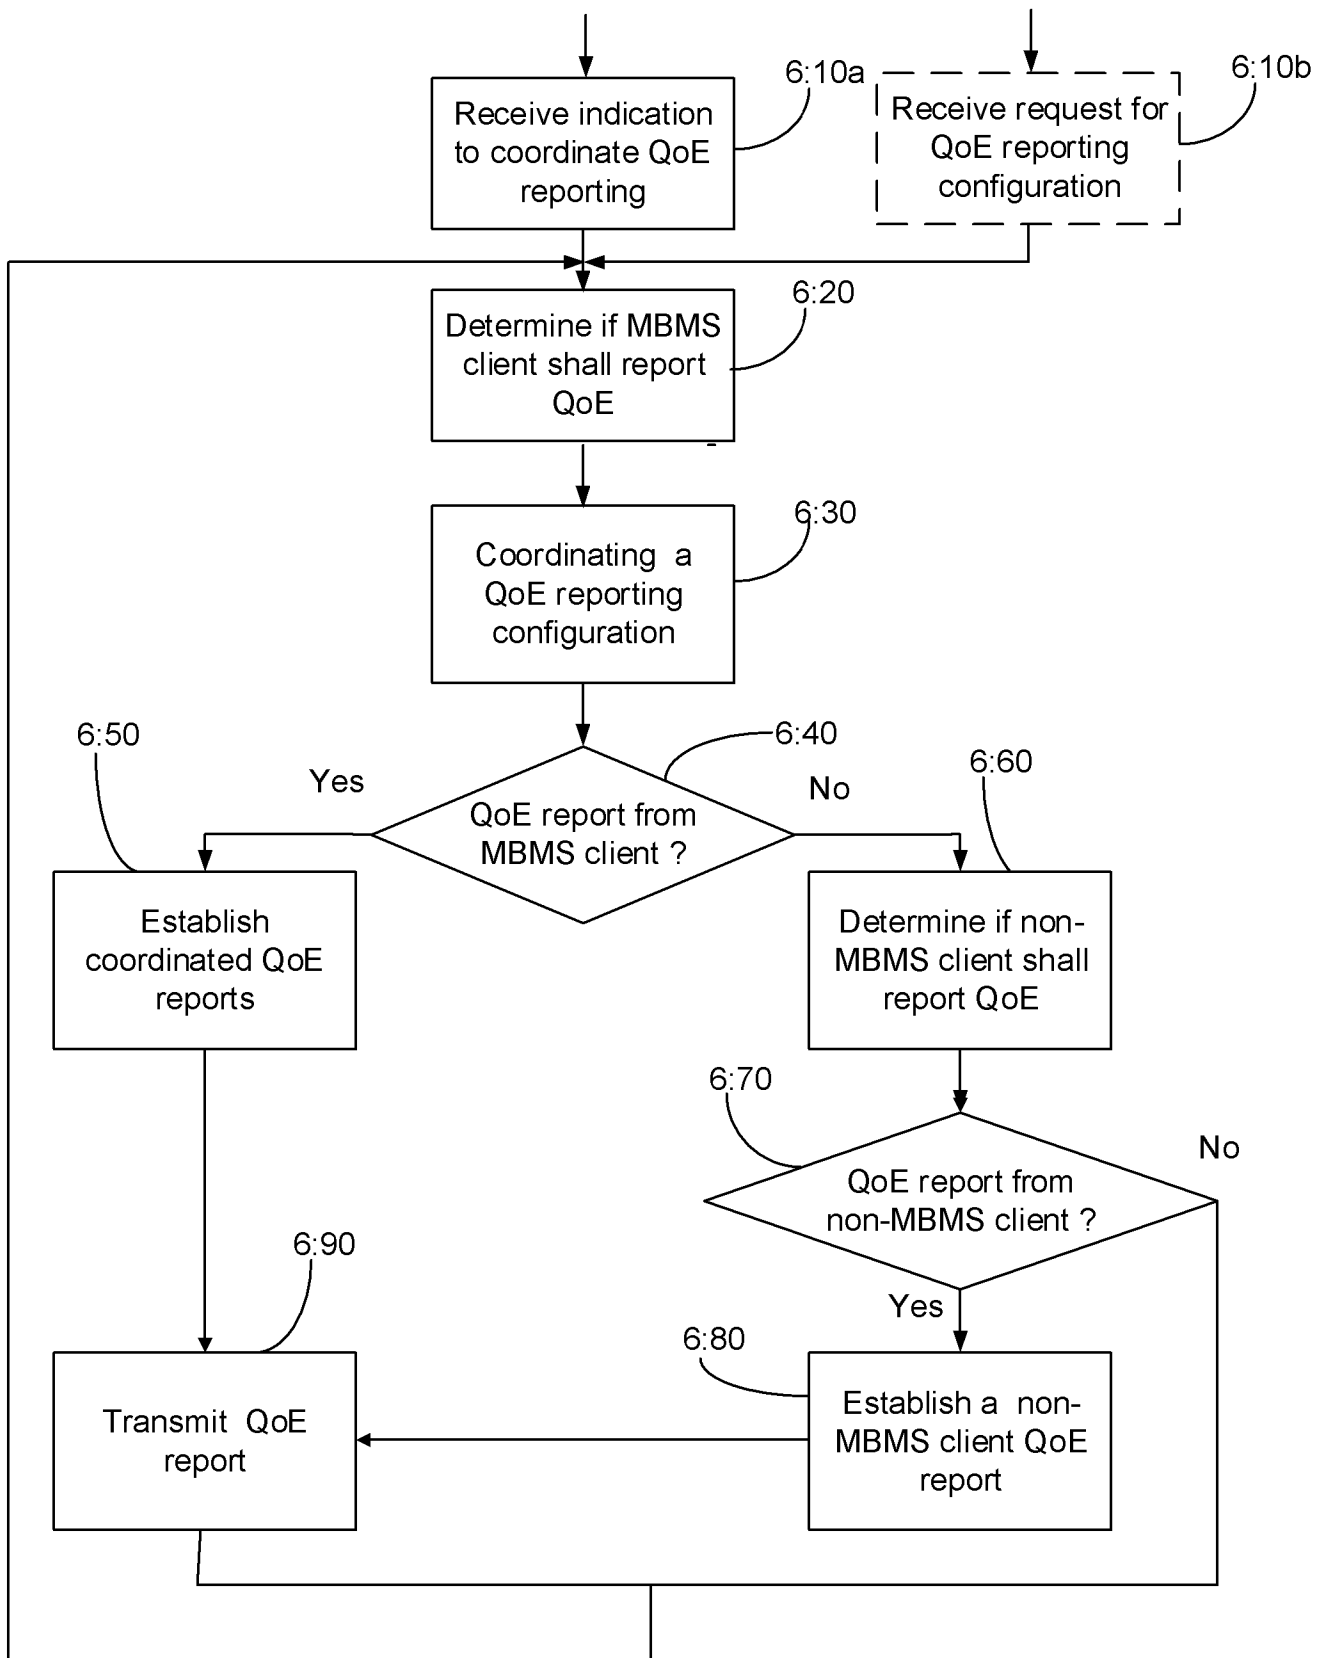 6:10a
Receive indication
to coordinate QoE
reporting
6:10b
Receive request for
QoE reporting
configuration
6:20
Determine if MBMS
client shall report
QoE
6:30
Coordinating a
QoE reporting
configuration
6:40
QoE report from
MBMS client ?
Yes
No
6:50
Establish
coordinated QoE
reports
6:60
Determine if non-
MBMS client shall
report QoE
6:70
QoE report from
non-MBMS client ?
No
Yes
6:80
Establish a non-
MBMS client QoE
report
6:90
Transmit QoE
report